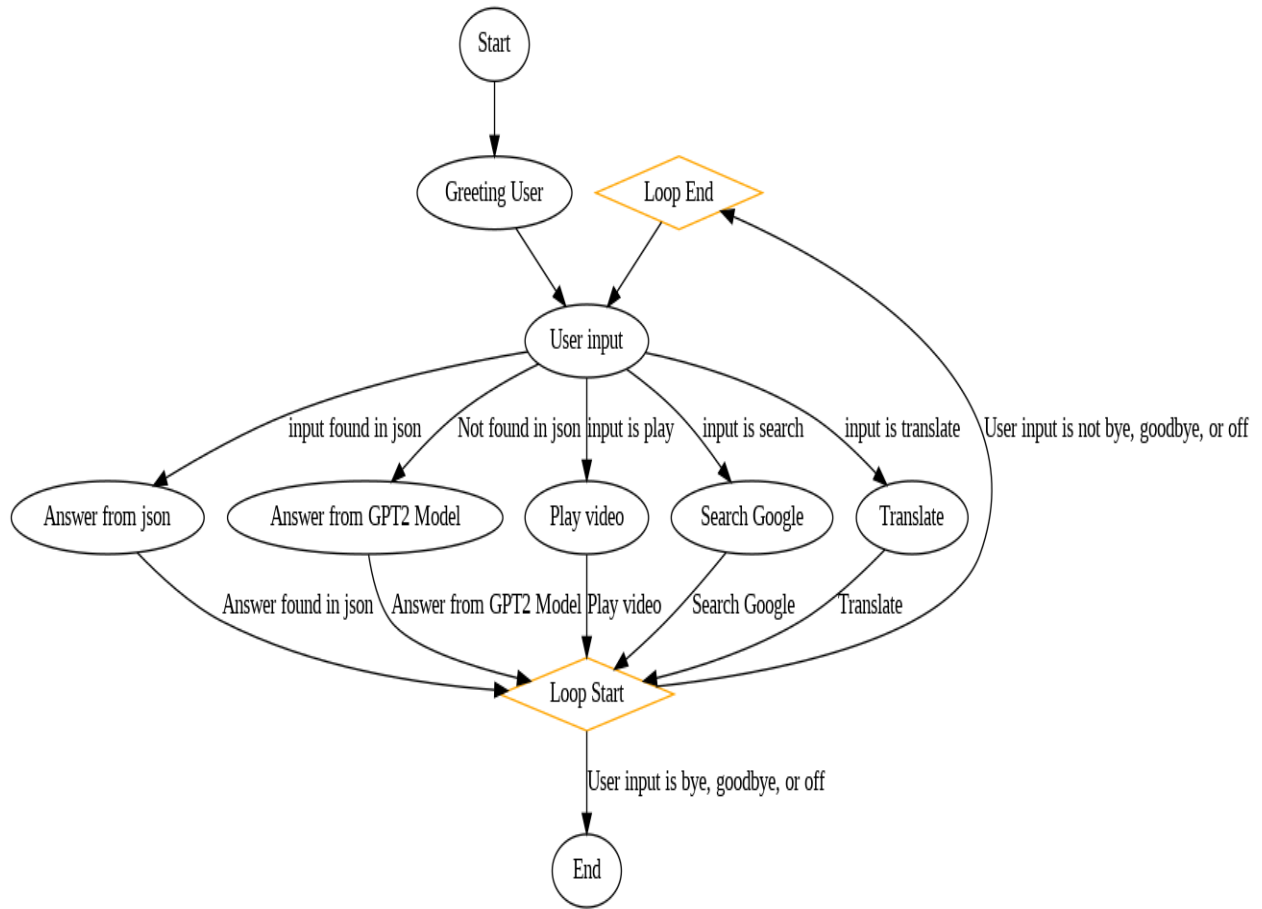 Start
Greeting User
Loop End
User input
input found in json
Not found in json
input is play
input is search
input is translate
User input is not bye, goodbye, or off
Answer from json
Answer from GPT2 Model
Play video
Search Google
Translate
Answer found in json
Answer from GPT2 Model
Play video
Search Google
Translate
Loop Start
User input is bye, goodbye, or off
End